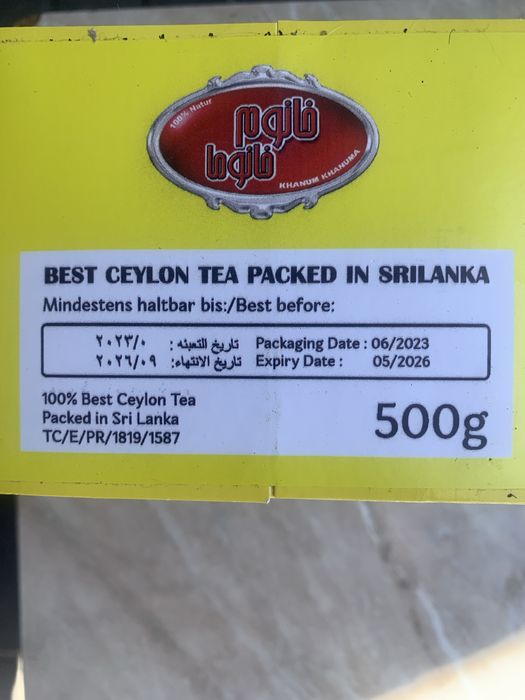 100% Natur
خانوم
خانوما
KHANUM KHANUMA
BEST CEYLON TEA PACKED IN SRILANKA
Mindestens haltbar bis:/Best before:
تاريخ التعبئه : ٢٠٢٣/٠ Packaging Date : 06/2023
تاريخ الانتهاء: ٢٠٢٦/٠٩ Expiry Date : 05/2026
100% Best Ceylon Tea
Packed in Sri Lanka
TC/E/PR/1819/1587
500g